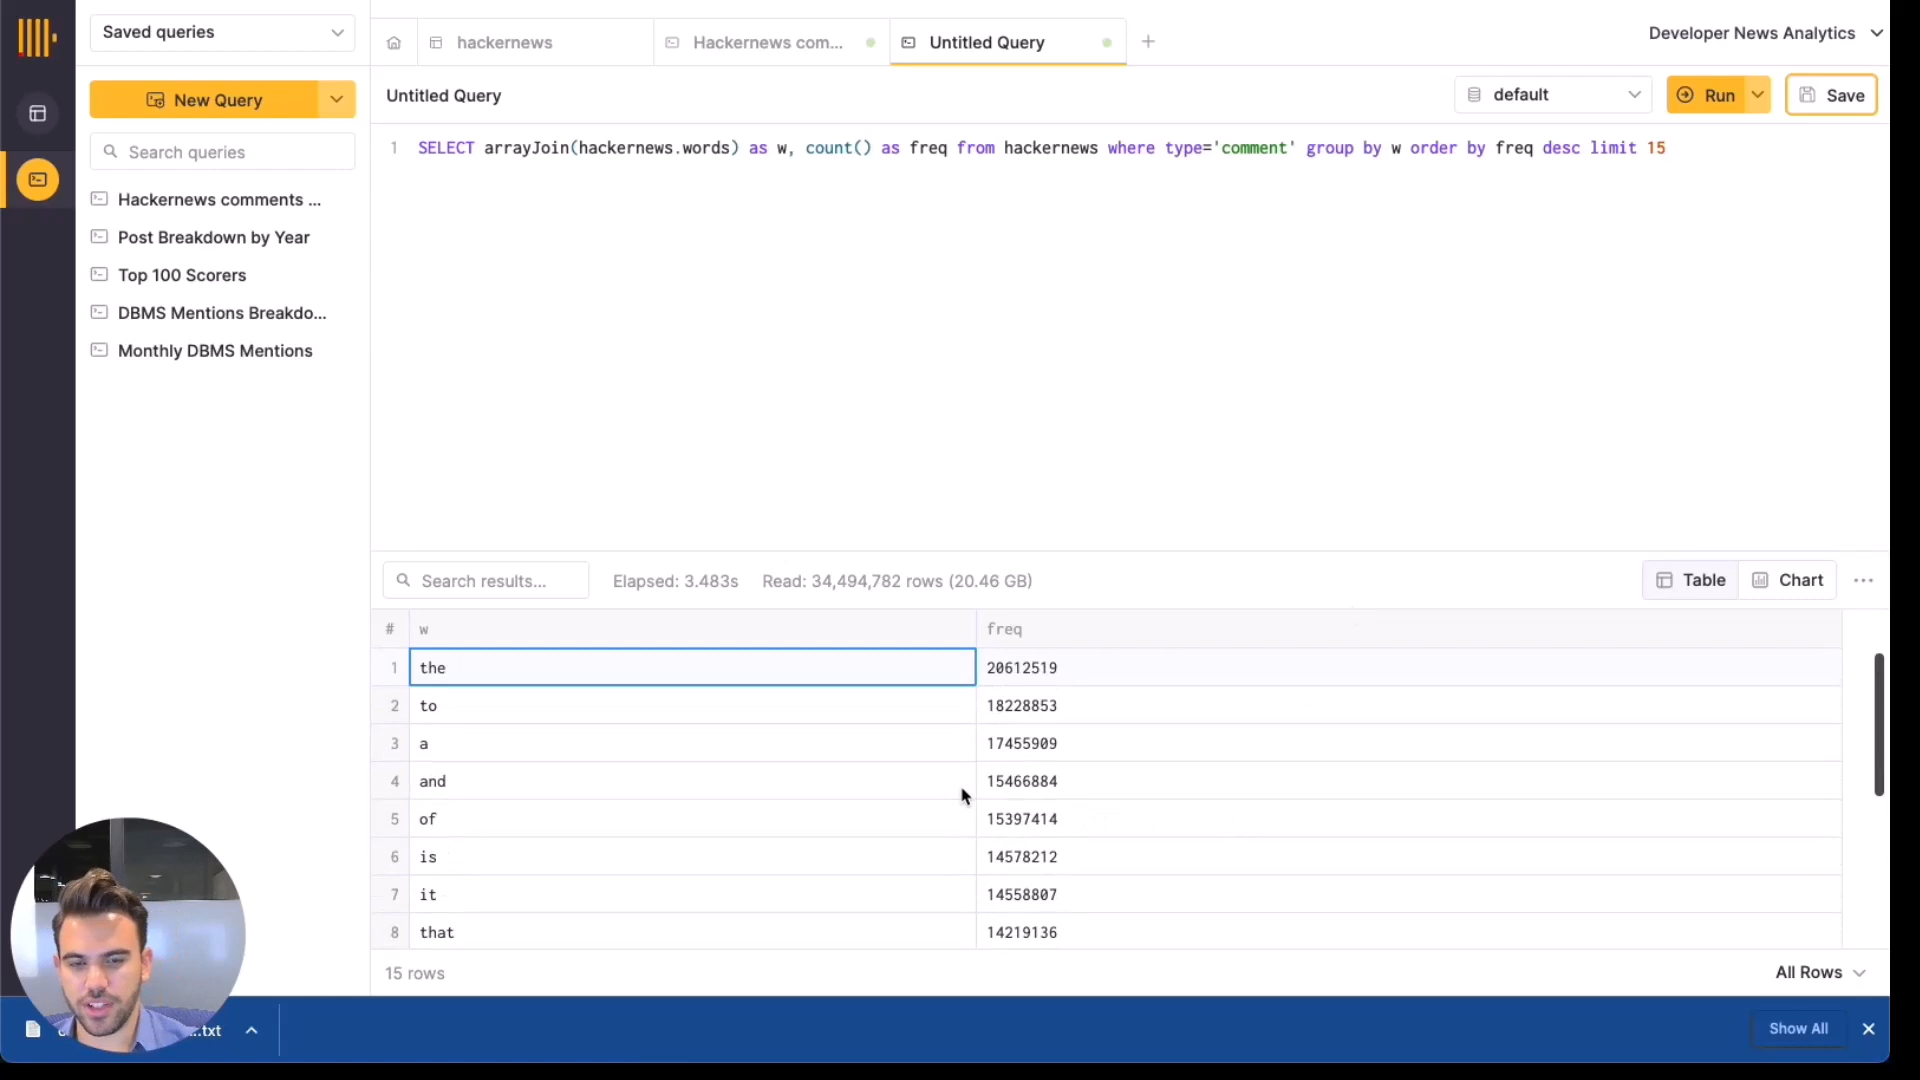 Saved queries
hackernews
Hackernews com...
Untitled Query
Developer News Analytics
New Query
Untitled Query
default
Run
Save
Search queries
1 SELECT arrayJoin(hackernews.words) as w, count() as freq from hackernews where type='comment' group by w order by freq desc limit 15
Hackernews comments ...
Post Breakdown by Year
Top 100 Scorers
DBMS Mentions Breakdo...
Monthly DBMS Mentions
Search results...
Elapsed: 3.483s
Read: 34,494,782 rows (20.46 GB)
Table
Chart
# w freq
1 the 20612519
2 to 18228853
3 a 17455909
4 and 15466884
5 of 15397414
6 is 14578212
7 it 14558807
8 that 14219136
15 rows
All Rows
...txt
Show All